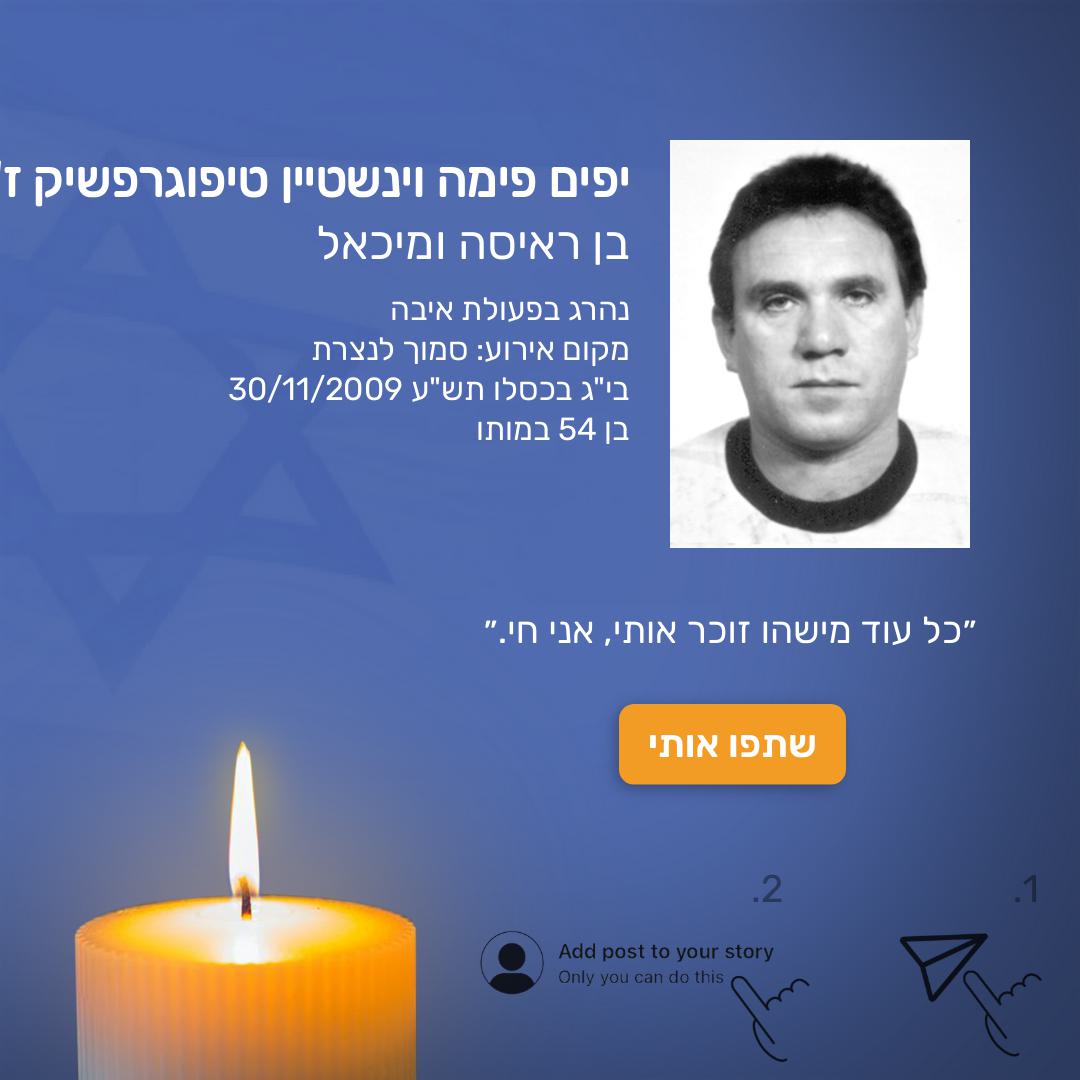 יפים פימה וינשטיין טיפוגרפשיק ז"
בן ראיסה ומיכאל
נהרג בפעולת איבה
מקום אירוע: סמוך לנצרת
בי"ג בכסלו תש"ע 30/11/2009
בן 54 במותו
״כל עוד מישהו זוכר אותי, אני חי.״
שתפו אותי
1.
2.
Add post to your story
Only you can do this